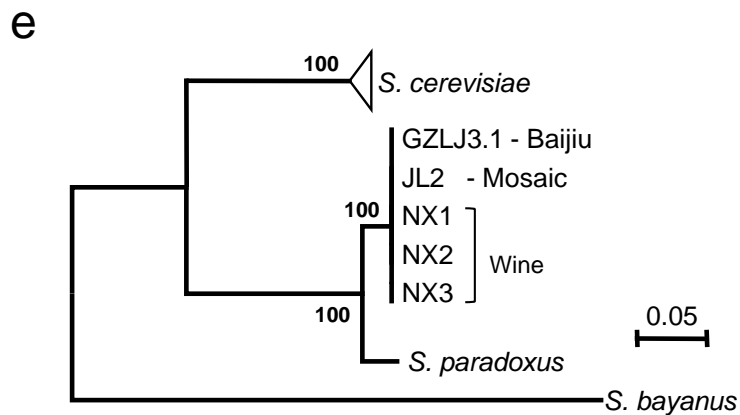 e
100
S. cerevisiae
GZLJ3.1 - Baijiu
JL2 - Mosaic
100
NX1
NX2
Wine
NX3
100
0.05
S. paradoxus
S. bayanus